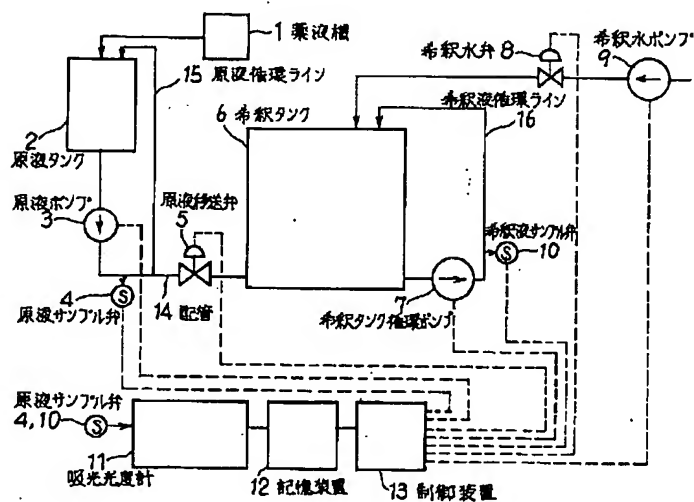 1 薬液槽
15
原液循環ライン
2
原液タンク
原液ポンプ
3
4
原液サンプル弁
原液移送弁
5
14 配管
6 希釈タンク
希釈水弁 8
希釈水ポンプ
9
希釈液循環ライン
16
希釈液サンプル弁
S 10
7
希釈タンク循環ポンプ
S
原液サンプル弁
4,10 S
11
吸光光度計
12 記憶装置
13 制御装置